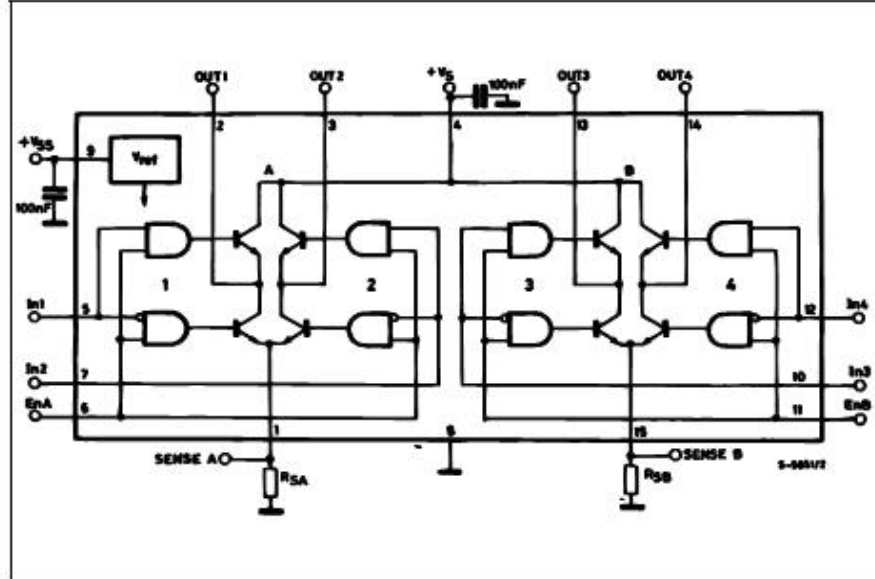 OUT1 OUT2 +VS 100nF OUT3 OUT4
2 3 4 13 14
+VSS 9 Vref A B
100nF
1 2 3 4
In1 5 12 In4
In2 7 10 In3
EnA 6 11 EnB
1 8 15
SENSE A SENSE B
RSA RSB